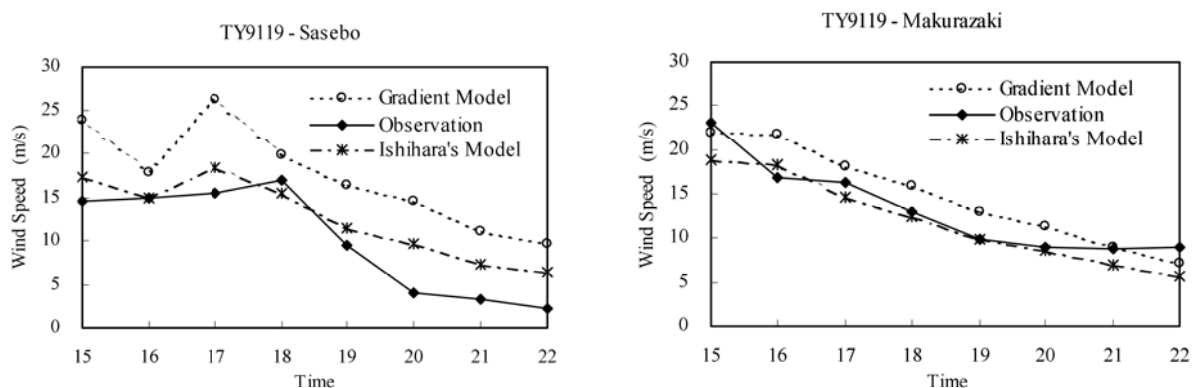 TY9119 - Sasebo
30
25
20
15
10
5
0
Wind Speed (m/s)
Gradient Model
Observation
Ishihara's Model
15 16 17 18 19 20 21 22
Time
TY9119 - Makurazaki
30
25
20
15
10
5
0
Wind Speed (m/s)
Gradient Model
Observation
Ishihara's Model
15 16 17 18 19 20 21 22
Time